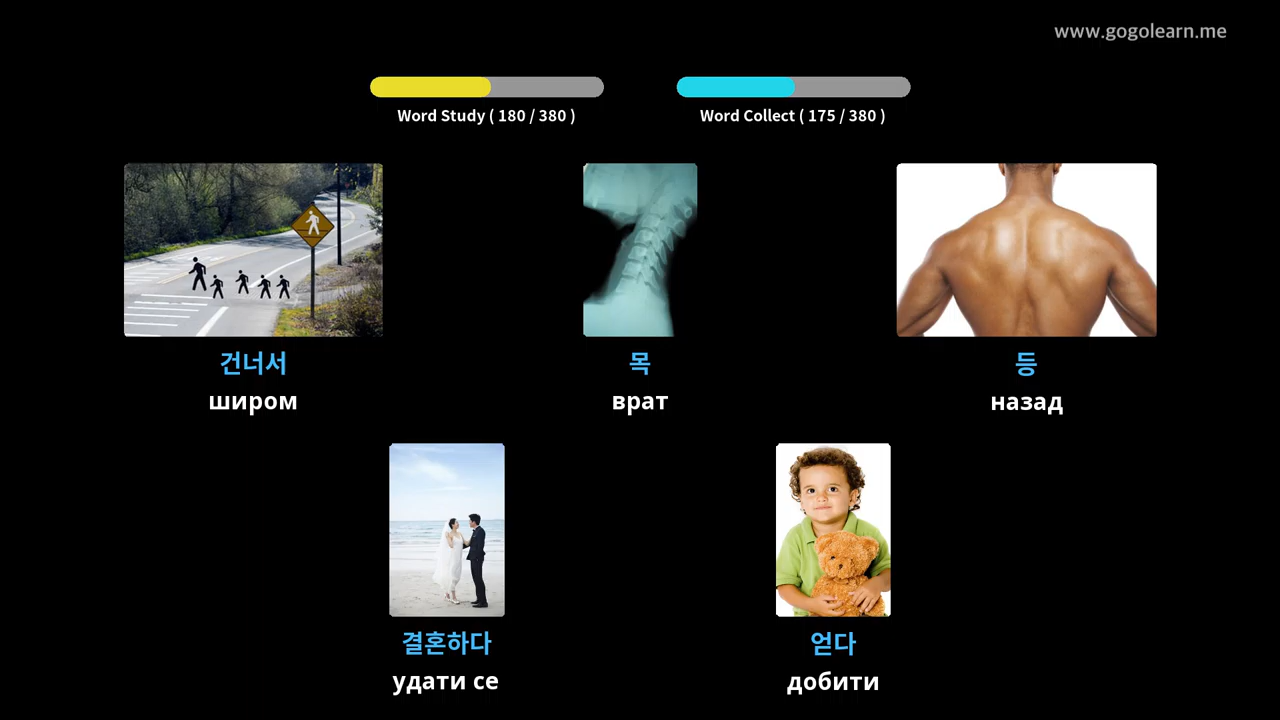 www.gogolearn.me
Word Study ( 180 / 380 )
Word Collect ( 175 / 380 )
건너서
широм
목
врат
등
назад
결혼하다
удати се
얻다
добити